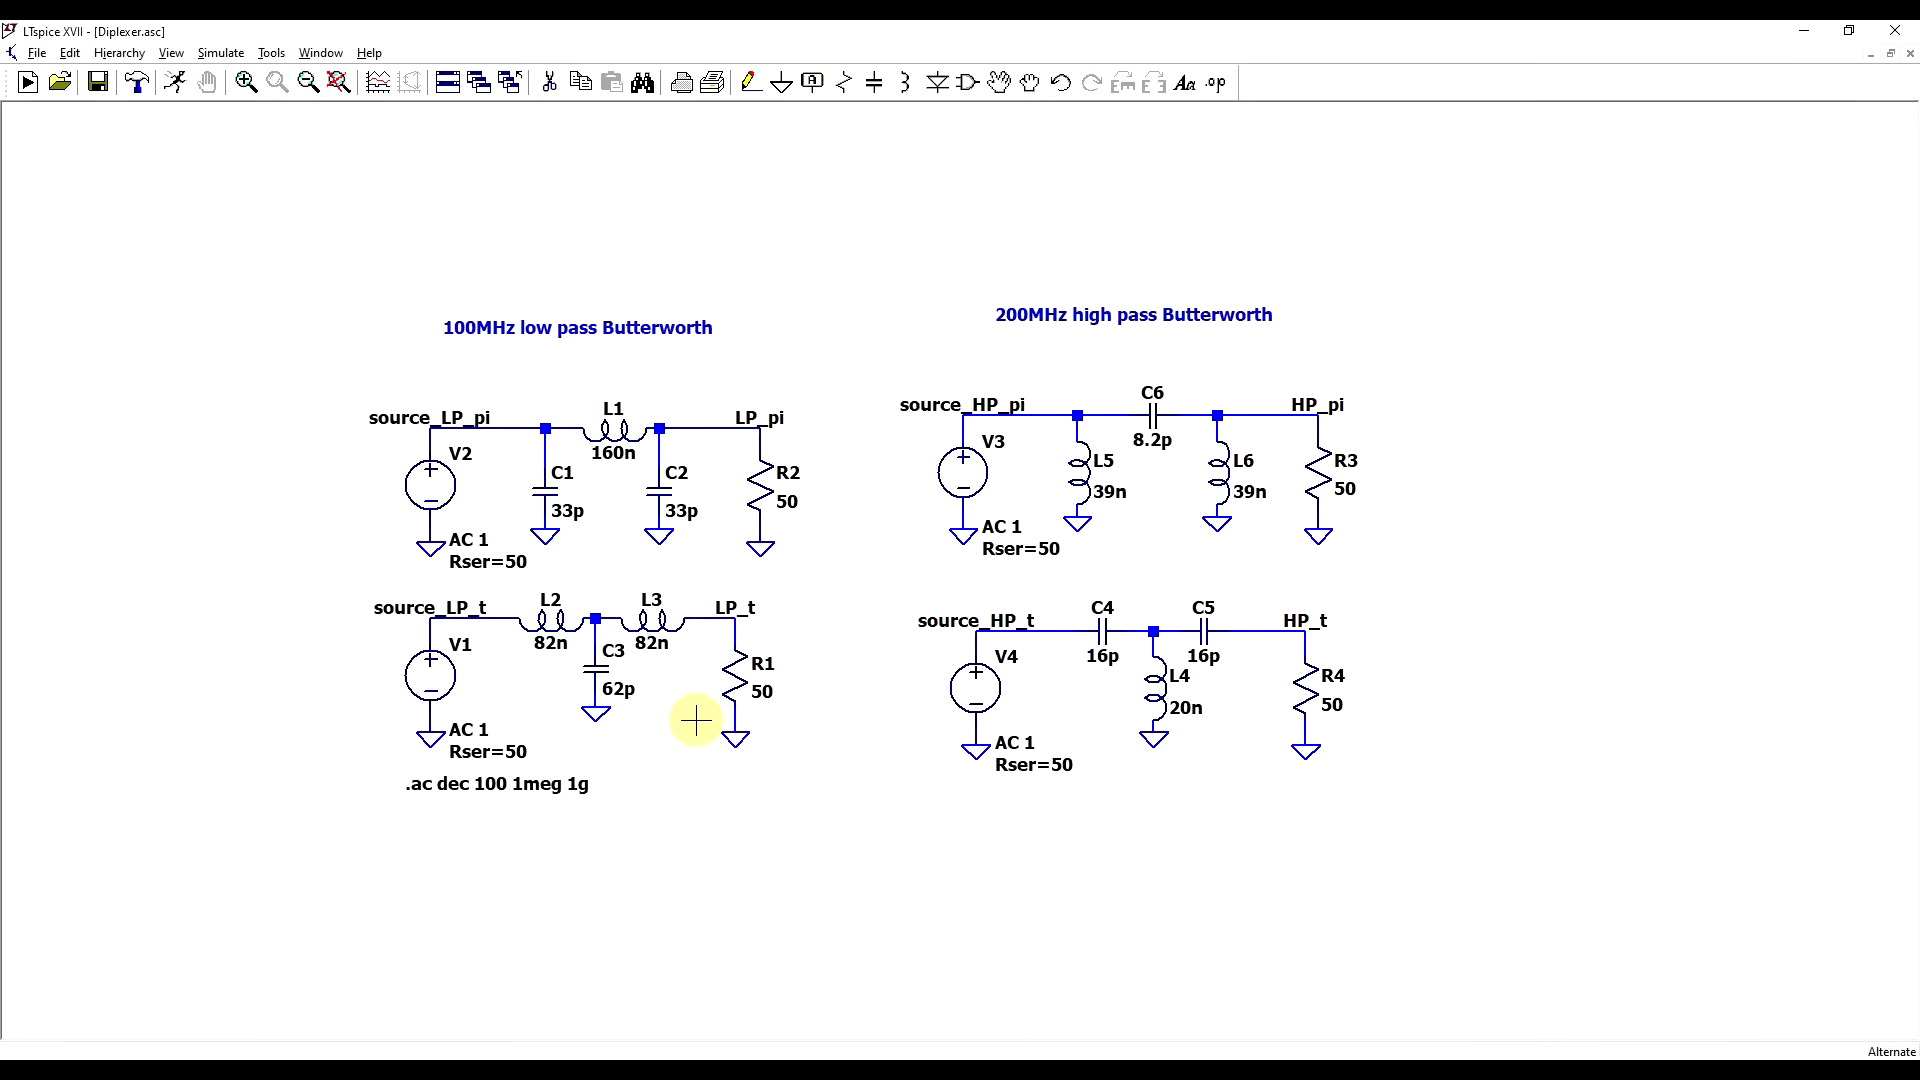 LTspice XVII - [Diplexer.asc]
File Edit Hierarchy View Simulate Tools Window Help
A Aa .op
100MHz low pass Butterworth
200MHz high pass Butterworth
source_LP_pi
L1
160n
LP_pi
V2
C1
33p
C2
33p
R2
50
AC 1
Rser=50
source_HP_pi
C6
8.2p
HP_pi
V3
L5
39n
L6
39n
R3
50
AC 1
Rser=50
source_LP_t
L2
82n
L3
82n
LP_t
V1
C3
62p
R1
50
AC 1
Rser=50
.ac dec 100 1meg 1g
source_HP_t
C4
16p
C5
16p
HP_t
V4
L4
20n
R4
50
AC 1
Rser=50
Alternate